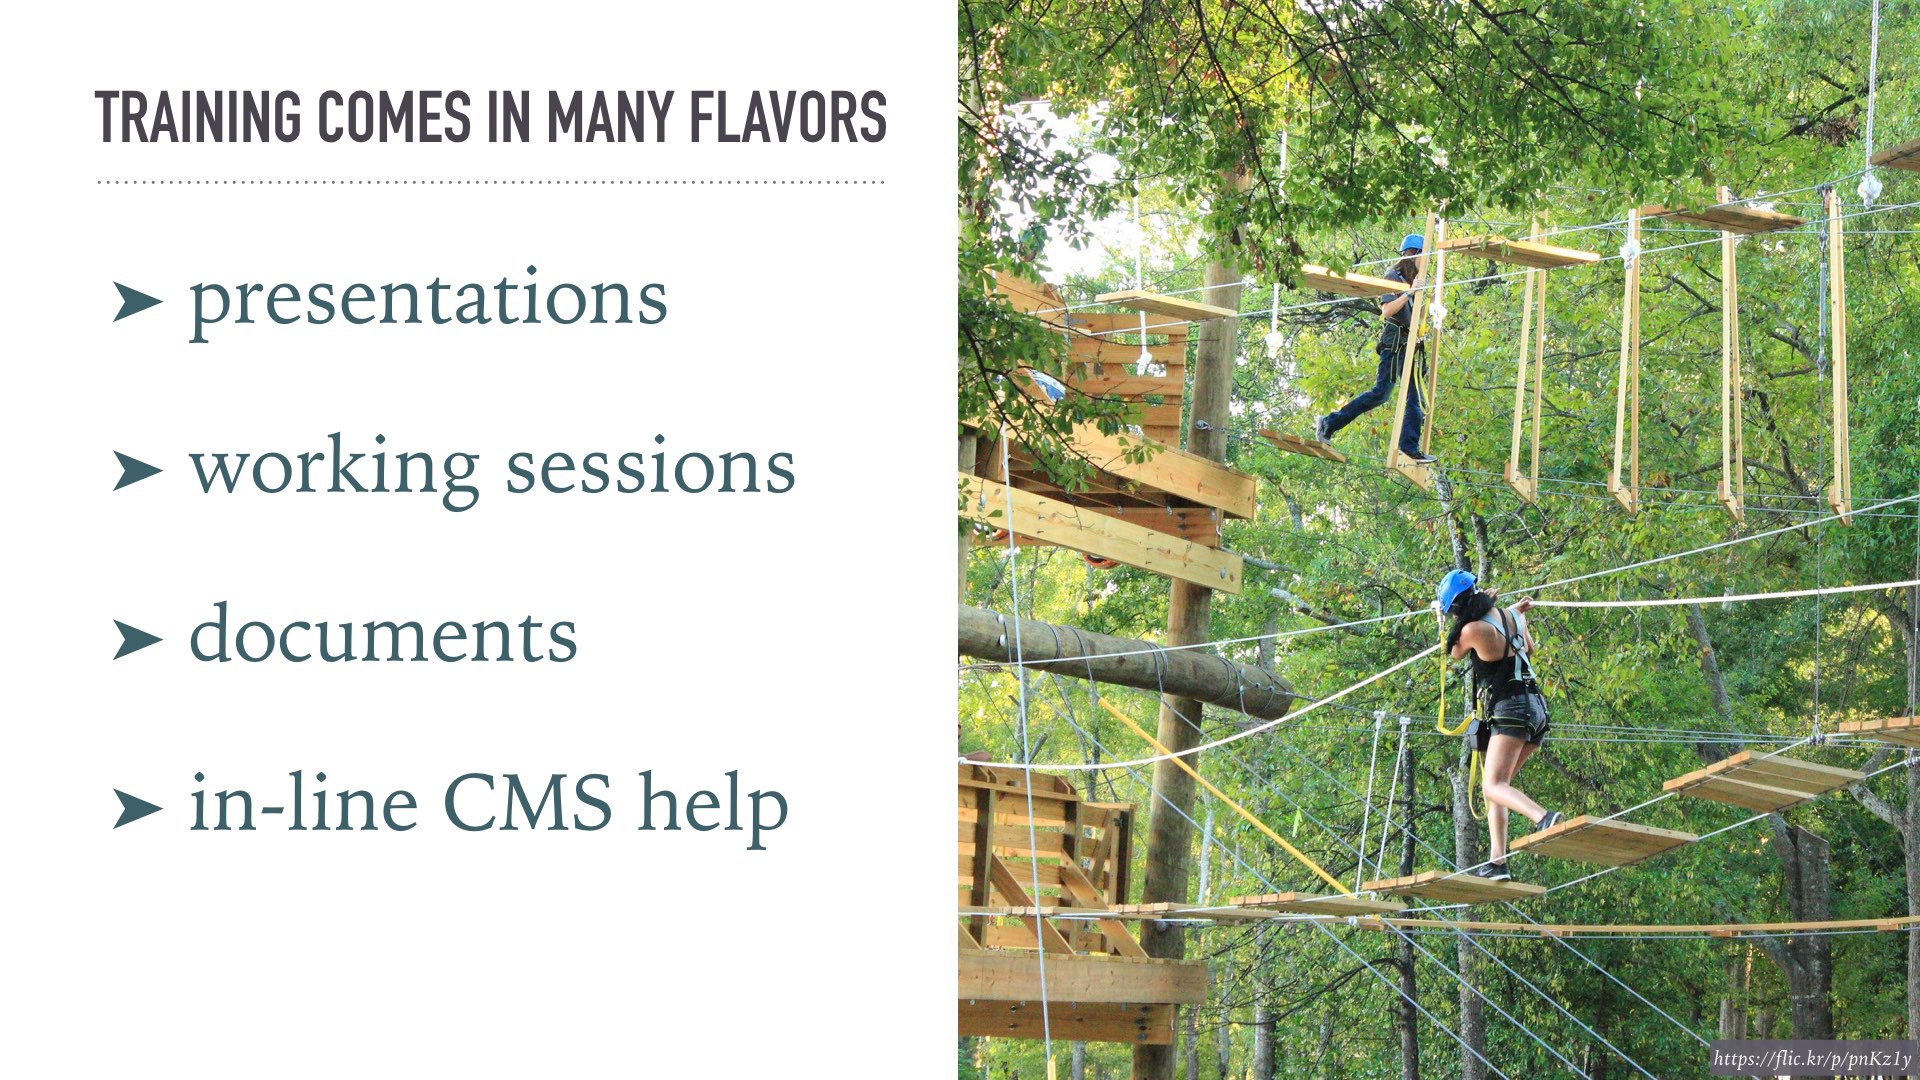 TRAINING COMES IN MANY FLAVORS
➤ presentations
➤ working sessions
➤ documents
➤ in-line CMS help
https://flic.kr/p/pnKz1y